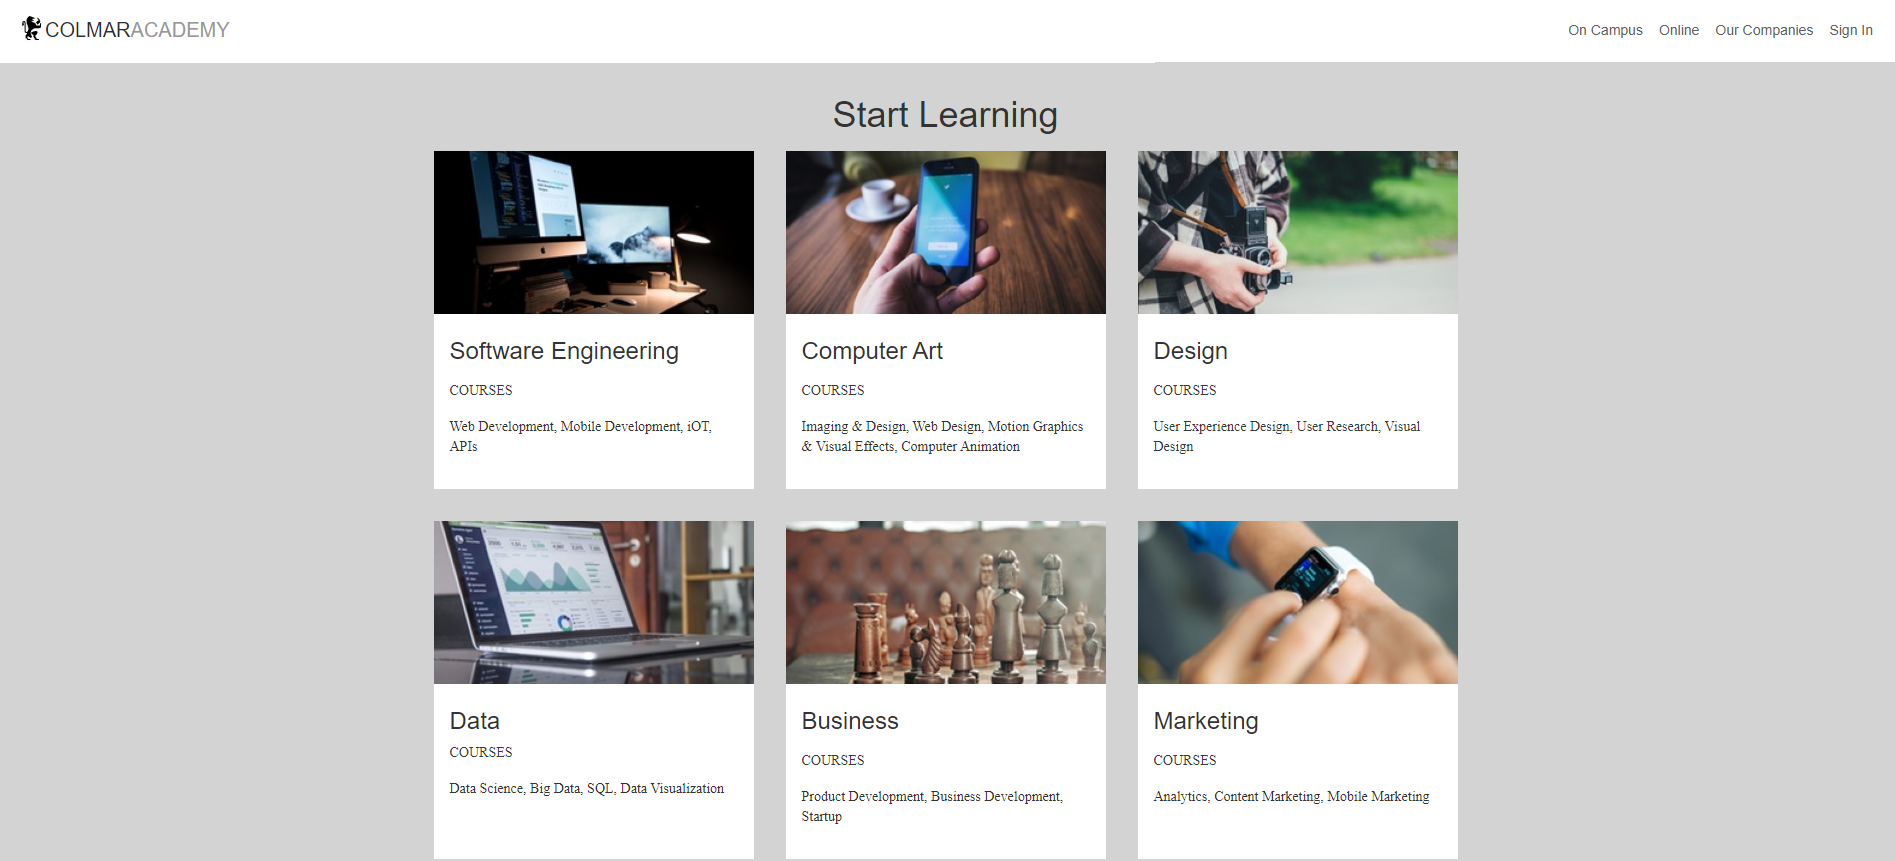 COLMARACADEMY
On Campus Online Our Companies Sign In
Start Learning
Software Engineering
COURSES
Web Development, Mobile Development, iOT,
APIs
Computer Art
COURSES
Imaging & Design, Web Design, Motion Graphics
& Visual Effects, Computer Animation
Design
COURSES
User Experience Design, User Research, Visual
Design
Data
COURSES
Data Science, Big Data, SQL, Data Visualization
Business
COURSES
Product Development, Business Development,
Startup
Marketing
COURSES
Analytics, Content Marketing, Mobile Marketing